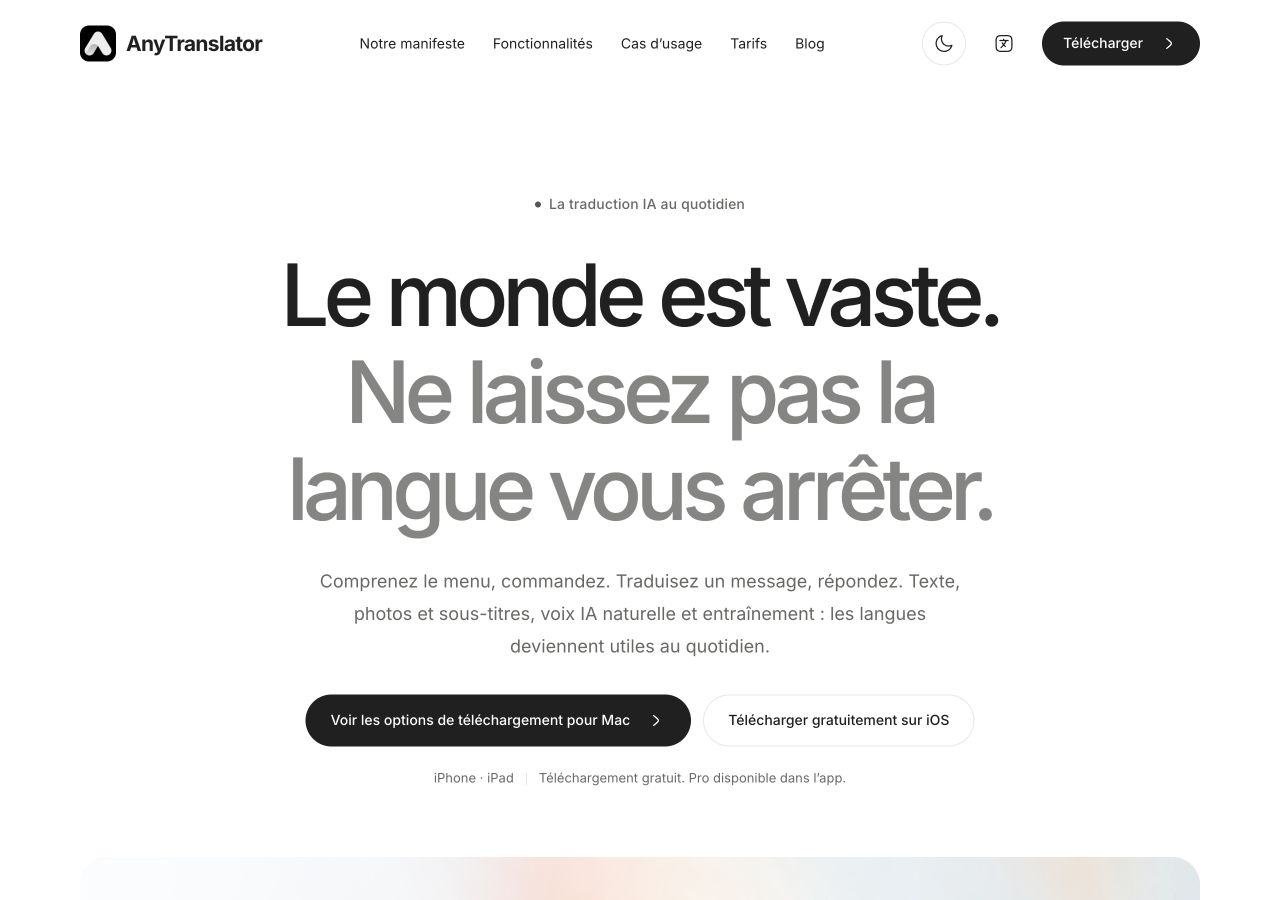 AnyTranslator
Notre manifeste
Fonctionnalités
Cas d’usage
Tarifs
Blog
Télécharger
La traduction IA au quotidien
Le monde est vaste.
Ne laissez pas la
langue vous arrêter.
Comprenez le menu, commandez. Traduisez un message, répondez. Texte,
photos et sous-titres, voix IA naturelle et entraînement : les langues
deviennent utiles au quotidien.
Voir les options de téléchargement pour Mac
Télécharger gratuitement sur iOS
iPhone · iPad
Téléchargement gratuit. Pro disponible dans l’app.